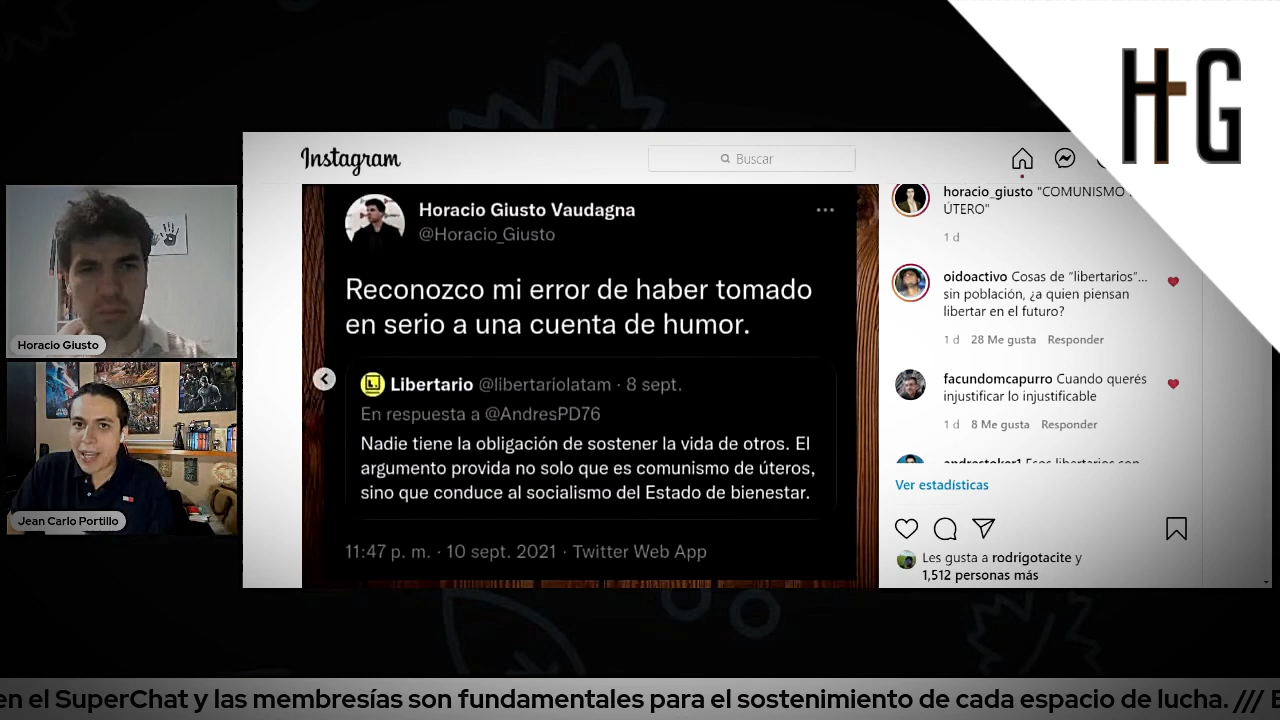 H+G
Instagram
Buscar
Horacio Giusto
Jean Carlo Portillo
Horacio Giusto Vaudagna
@Horacio_Giusto
Reconozco mi error de haber tomado
en serio a una cuenta de humor.
Libertario @libertariolatam · 8 sept.
En respuesta a @AndresPD76
Nadie tiene la obligación de sostener la vida de otros. El
argumento provida no solo que es comunismo de úteros,
sino que conduce al socialismo del Estado de bienestar.
11:47 p. m. · 10 sept. 2021 · Twitter Web App
horacio_giusto "COMUNISMO
ÚTERO"
1 d
oidoactivo Cosas de “libertarios”...
sin población, ¿a quien piensan
libertar en el futuro?
1 d 28 Me gusta Responder
facundomcapurro Cuando querés
injustificar lo injustificable
1 d 8 Me gusta Responder
andrestoker1 Esos libertarios son
Ver estadísticas
Les gusta a rodrigotacite y
1,512 personas más
en el SuperChat y las membresías son fundamentales para el sostenimiento de cada espacio de lucha. /// E